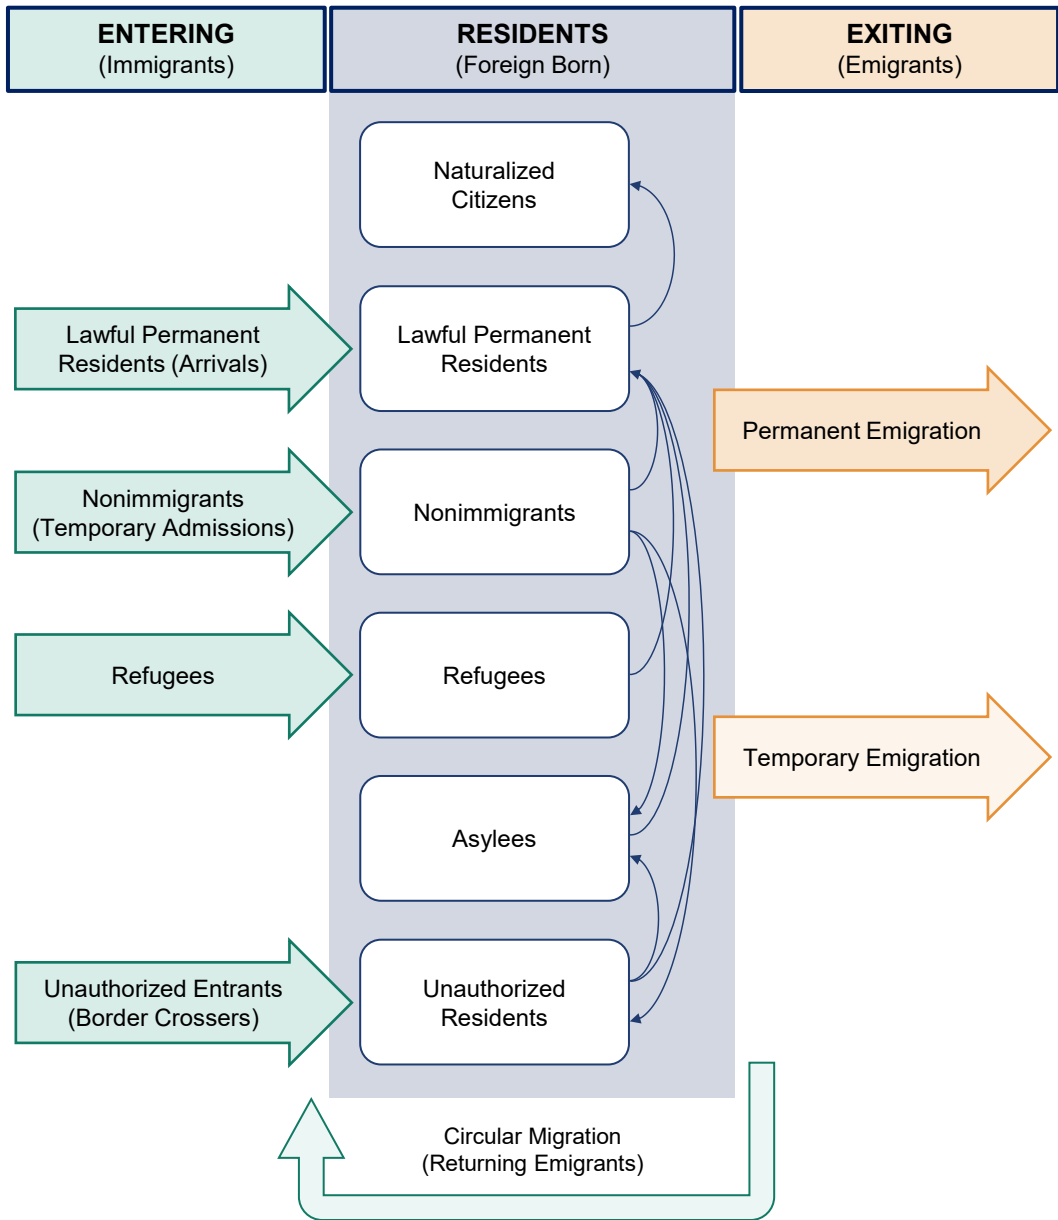 ENTERING
(Immigrants)
RESIDENTS
(Foreign Born)
EXITING
(Emigrants)
Naturalized
Citizens
Lawful Permanent
Residents (Arrivals)
Lawful Permanent
Residents
Permanent Emigration
Nonimmigrants
(Temporary Admissions)
Nonimmigrants
Refugees
Refugees
Temporary Emigration
Asylees
Unauthorized Entrants
(Border Crossers)
Unauthorized
Residents
Circular Migration
(Returning Emigrants)